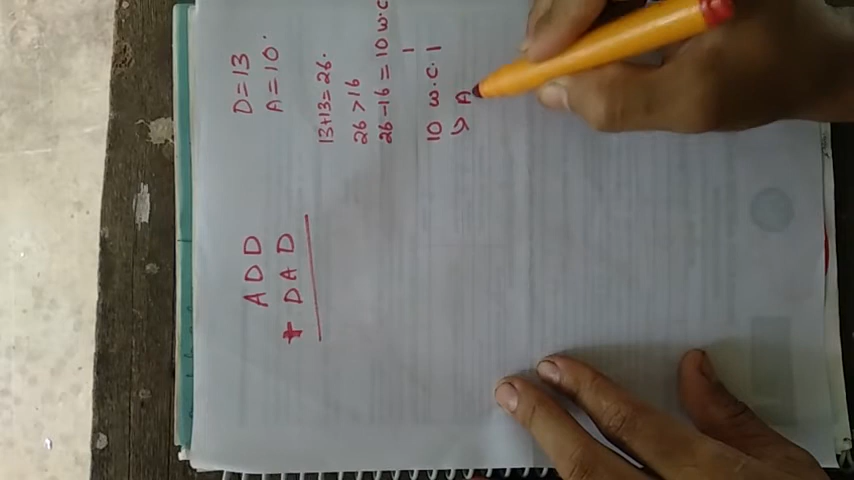 ADD
+ DAD
D=13
A=10.
13+13=26.
26>16
26-16=10 w.c
1
10 w.c. 1
↳ A